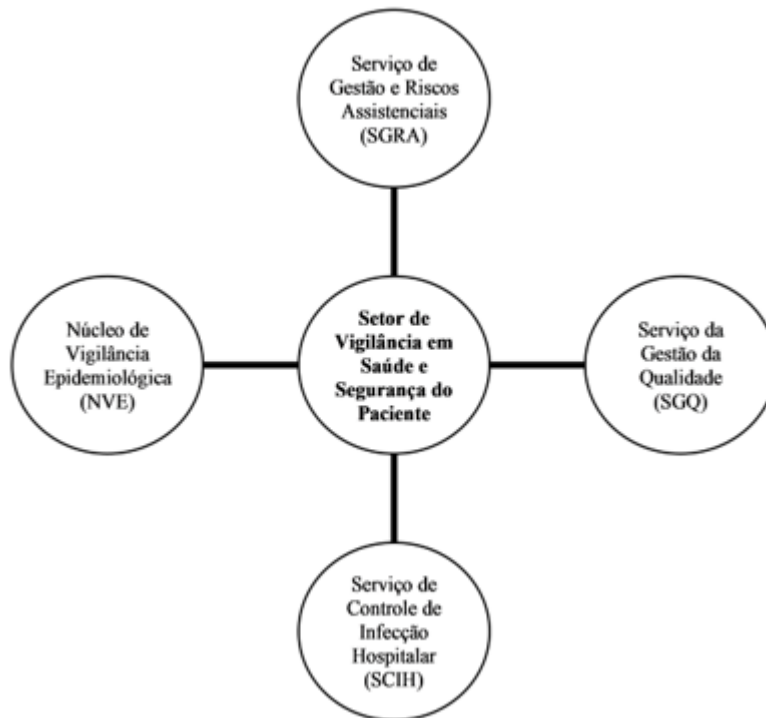 Serviço de
Gestão e Riscos
Assistenciais
(SGRA)
Núcleo de
Vigilância
Epidemiológica
(NVE)
Setor de
Vigilância em
Saúde e
Segurança do
Paciente
Serviço da
Gestão da
Qualidade
(SGQ)
Serviço de
Controle de
Infecção
Hospitalar
(SCIH)